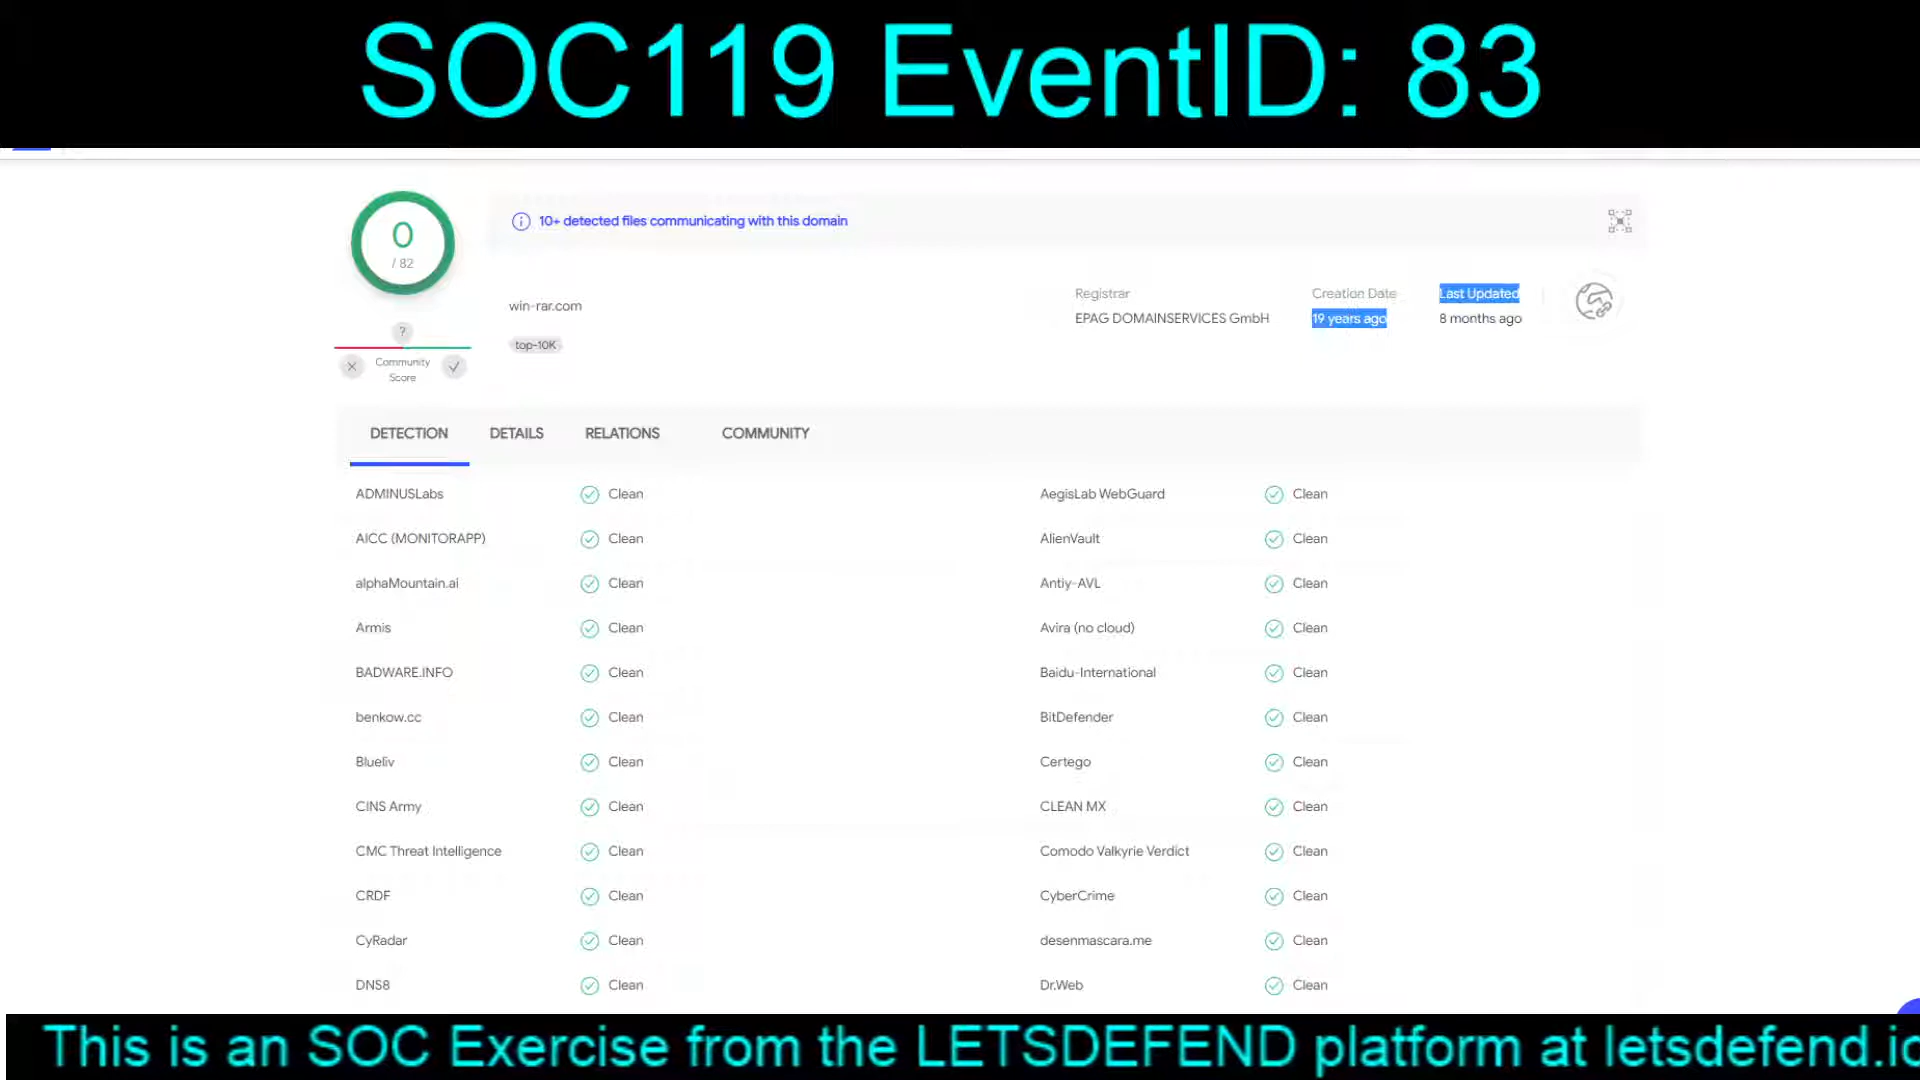 SOC119 EventID: 83
0
/ 82
10+ detected files communicating with this domain
win-rar.com
top-10K
Registrar
EPAG DOMAINSERVICES GmbH
Creation Date
19 years ago
Last Updated
8 months ago
?
Community
Score
DETECTION DETAILS RELATIONS COMMUNITY
ADMINUSLabs Clean AegisLab WebGuard Clean
AICC (MONITORAPP) Clean AlienVault Clean
alphaMountain.ai Clean Antiy-AVL Clean
Armis Clean Avira (no cloud) Clean
BADWARE.INFO Clean Baidu-International Clean
benkow.cc Clean BitDefender Clean
Blueliv Clean Certego Clean
CINS Army Clean CLEAN MX Clean
CMC Threat Intelligence Clean Comodo Valkyrie Verdict Clean
CRDF Clean CyberCrime Clean
CyRadar Clean desenmascara.me Clean
DNS8 Clean Dr.Web Clean
This is an SOC Exercise from the LETSDEFEND platform at letsdefend.io